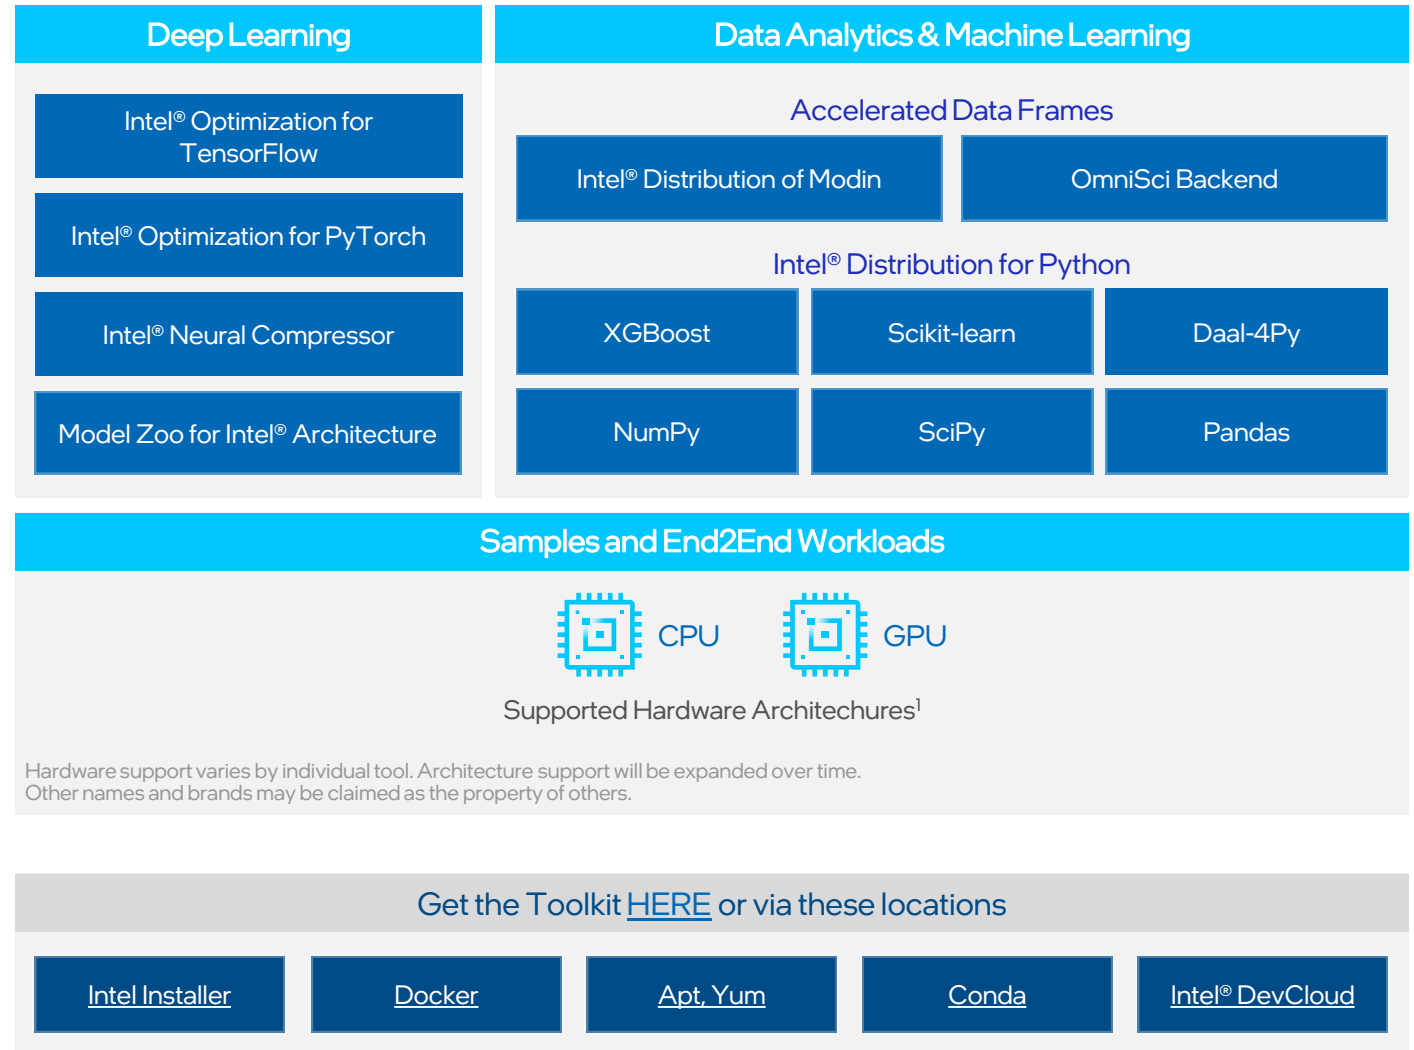 Deep Learning
Intel® Optimization for
TensorFlow
Intel® Optimization for PyTorch
Intel® Neural Compressor
Model Zoo for Intel® Architecture
Data Analytics & Machine Learning
Accelerated Data Frames
Intel® Distribution of Modin
OmniSci Backend
Intel® Distribution for Python
XGBoost
Scikit-learn
Daal-4Py
NumPy
SciPy
Pandas
Samples and End2End Workloads
CPU
GPU
Supported Hardware Architechures¹
Hardware support varies by individual tool. Architecture support will be expanded over time.
Other names and brands may be claimed as the property of others.
Get the Toolkit HERE or via these locations
Intel Installer
Docker
Apt, Yum
Conda
Intel® DevCloud